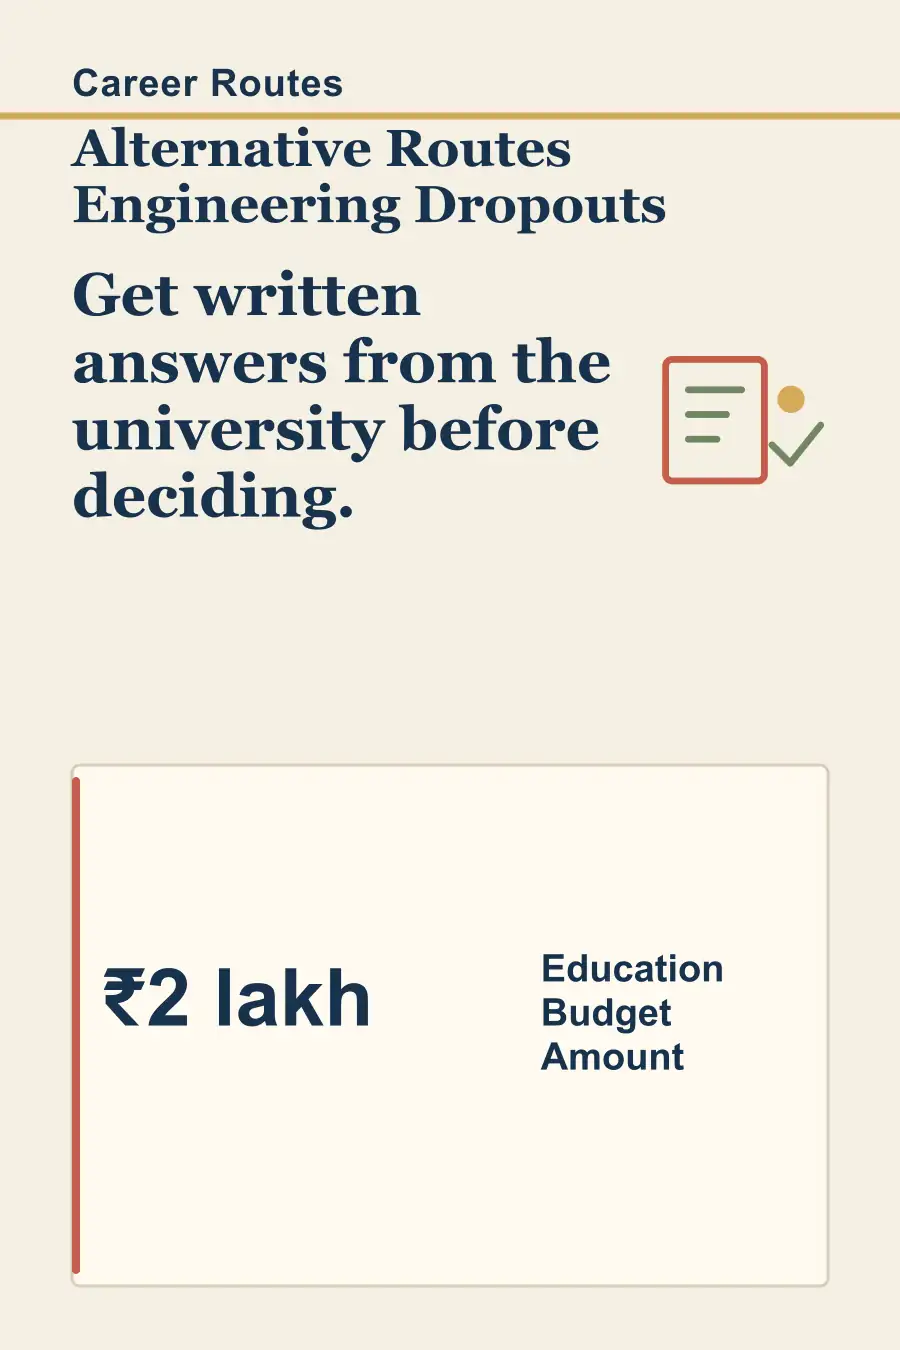 Career Routes
Alternative Routes
Engineering Dropouts
Get written
answers from the
university before
deciding.
₹2 lakh
Education
Budget
Amount